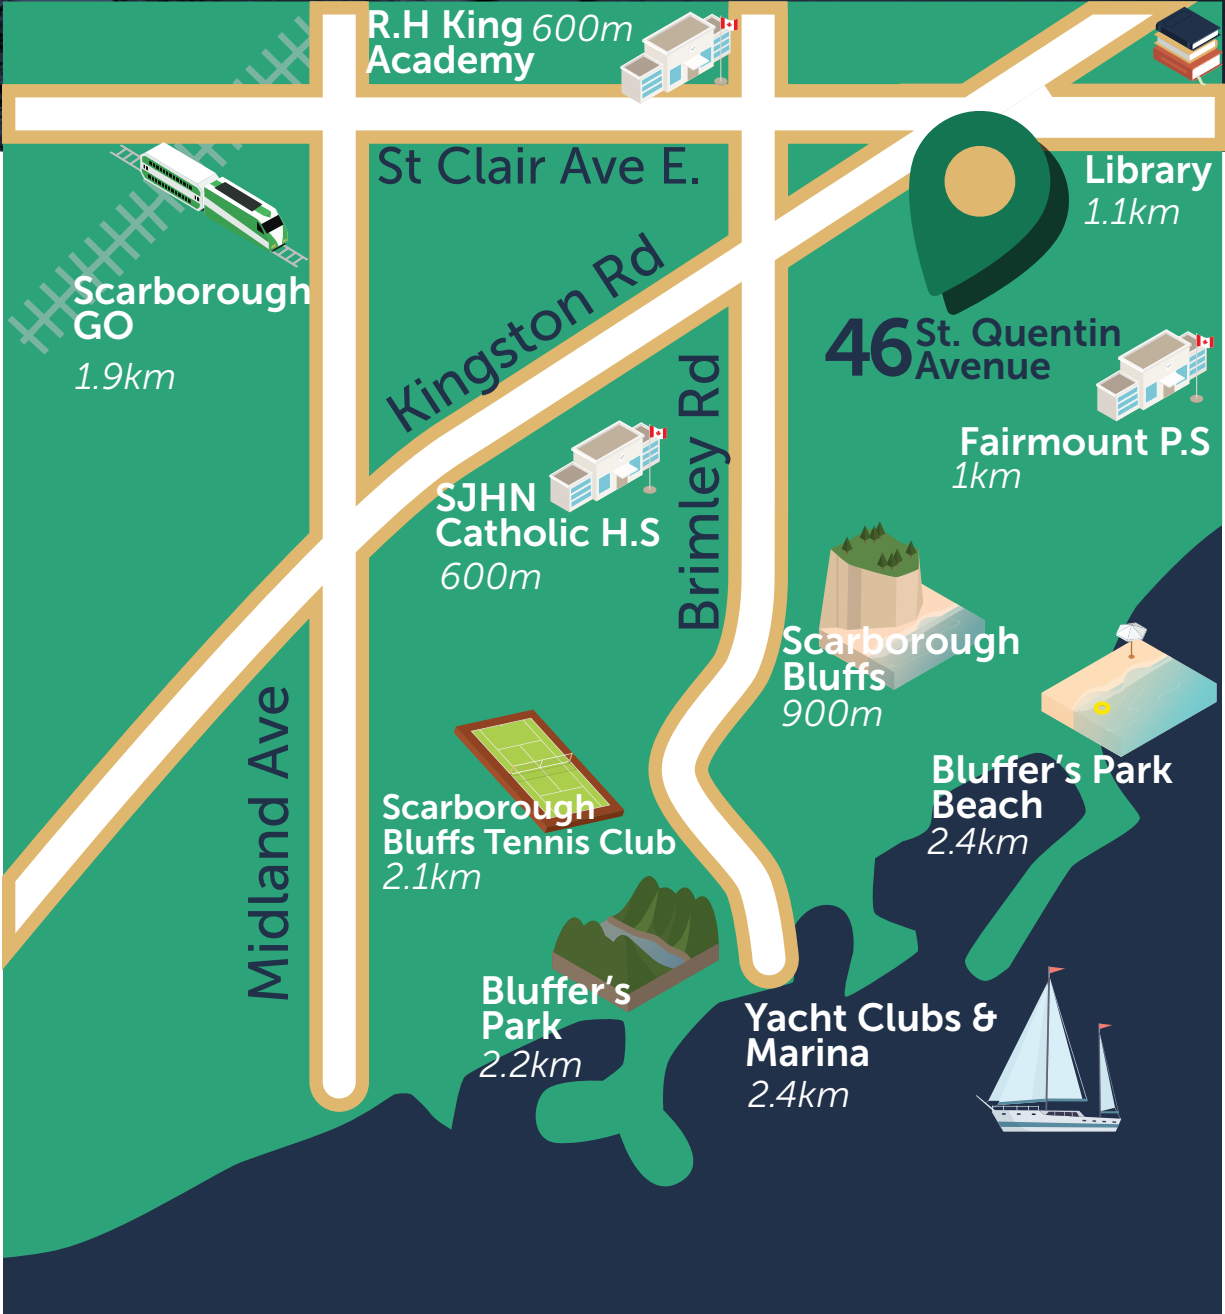 R.H King 600m
Academy
St Clair Ave E.
Library
1.1km
Scarborough
GO
1.9km
Kingston Rd
46 St. Quentin
Avenue
Brimley Rd
Fairmount P.S
1km
SJHN
Catholic H.S
600m
Scarborough
Bluffs
900m
Midland Ave
Bluffer's Park
Beach
2.4km
Scarborough
Bluffs Tennis Club
2.1km
Bluffer's
Park
2.2km
Yacht Clubs &
Marina
2.4km